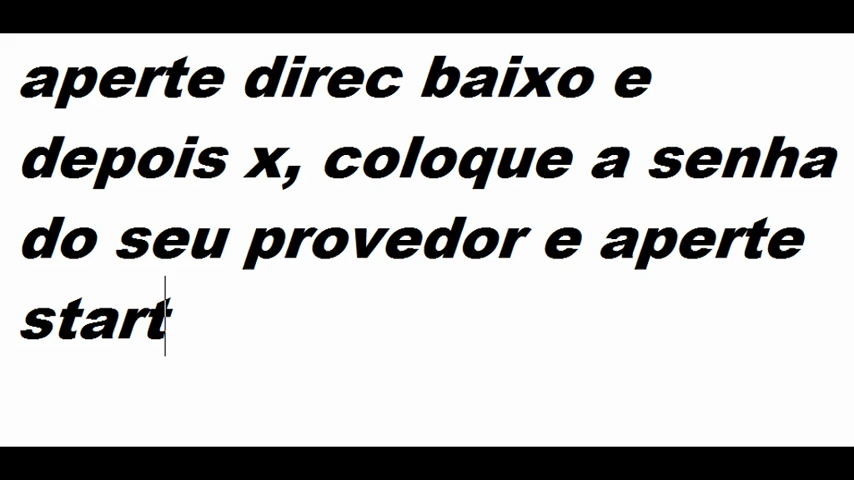 aperte direc baixo e
depois x, coloque a senha
do seu provedor e aperte
start